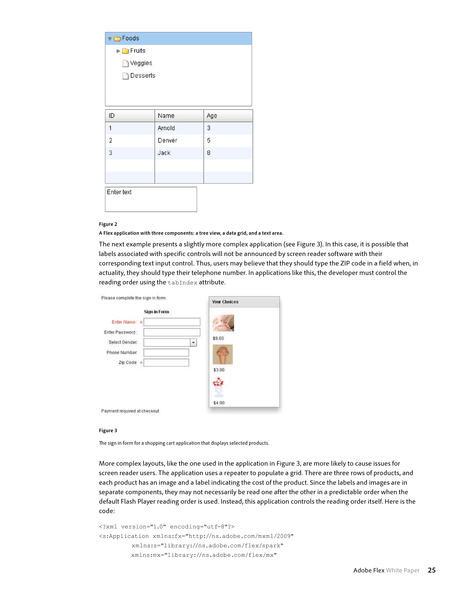 Foods
Fruits
Veggies
Desserts
ID Name Age
1 Arnold 3
2 Denver 5
3 Jack 8
Enter text
Figure 2
A Flex application with three components: a tree view, a data grid, and a text area.
The next example presents a slightly more complex application (see Figure 3). In this case, it is possible that
labels associated with specific controls will not be announced by screen reader software with their
corresponding text input control. Thus, users may believe that they should type the ZIP code in a field when, in
actuality, they should type their telephone number. In applications like this, the developer must control the
reading order using the tabIndex attribute.
Please complete the sign in form.
Sign in Form
Enter Name: *
Enter Password:
Select Gender
Phone Number
Zip Code *
Payment required at checkout
Your Choices
$9.00
$3.00
$4.00
Figure 3
The sign in form for a shopping cart application that displays selected products.
More complex layouts, like the one used in the application in Figure 3, are more likely to cause issues for
screen reader users. The application uses a repeater to populate a grid. There are three rows of products, and
each product has an image and a label indicating the cost of the product. Since the labels and images are in
separate components, they may not necessarily be read one after the other in a predictable order when the
default Flash Player reading order is used. Instead, this application controls the reading order itself. Here is the
code:
<?xml version="1.0" encoding="utf-8"?>
<s:Application xmlns:fx="http://ns.adobe.com/mxml/2009"
xmlns:s="library://ns.adobe.com/flex/spark"
xmlns:mx="library://ns.adobe.com/flex/mx"
Adobe Flex White Paper 25